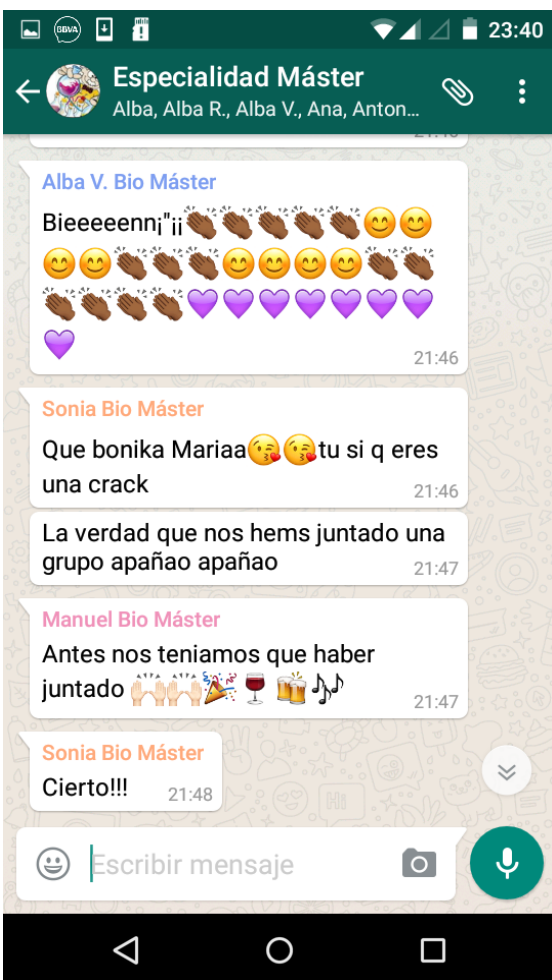 BBVA
23:40
Especialidad Máster
Alba, Alba R., Alba V., Ana, Anton...
Alba V. Bio Máster
Bieeeeenn¡"¡¡👏🏾👏🏾👏🏾👏🏾👏🏾😊😊
😊😊👏🏾👏🏾👏🏾😊😊😊😊👏🏾👏🏾
👏🏾👏🏾👏🏾👏🏾💜💜💜💜💜💜💜
💜
21:46
Sonia Bio Máster
Que bonika Mariaa😘😘tu si q eres
una crack
21:46
La verdad que nos hems juntado una
grupo apañao apañao
21:47
Manuel Bio Máster
Antes nos teniamos que haber
juntado 🙌🏻🙌🏻🎉🍷🍻🎶
21:47
Sonia Bio Máster
Cierto!!!
21:48
Escribir mensaje